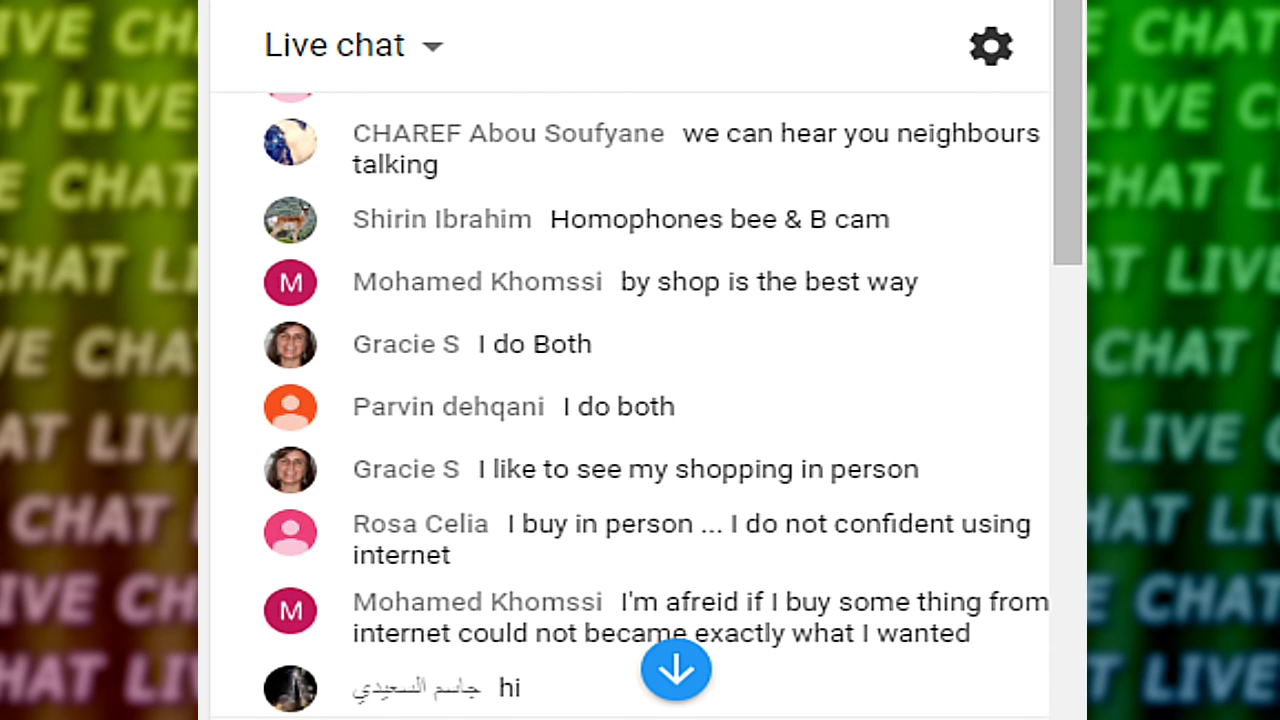 Live chat
CHAREF Abou Soufyane we can hear you neighbours
talking
Shirin Ibrahim Homophones bee & B cam
M
Mohamed Khomssi by shop is the best way
Gracie S I do Both
Parvin dehqani I do both
Gracie S I like to see my shopping in person
Rosa Celia I buy in person ... I do not confident using
internet
M
Mohamed Khomssi I'm afreid if I buy some thing from
internet could not became exactly what I wanted
جاسم السعيدي hi